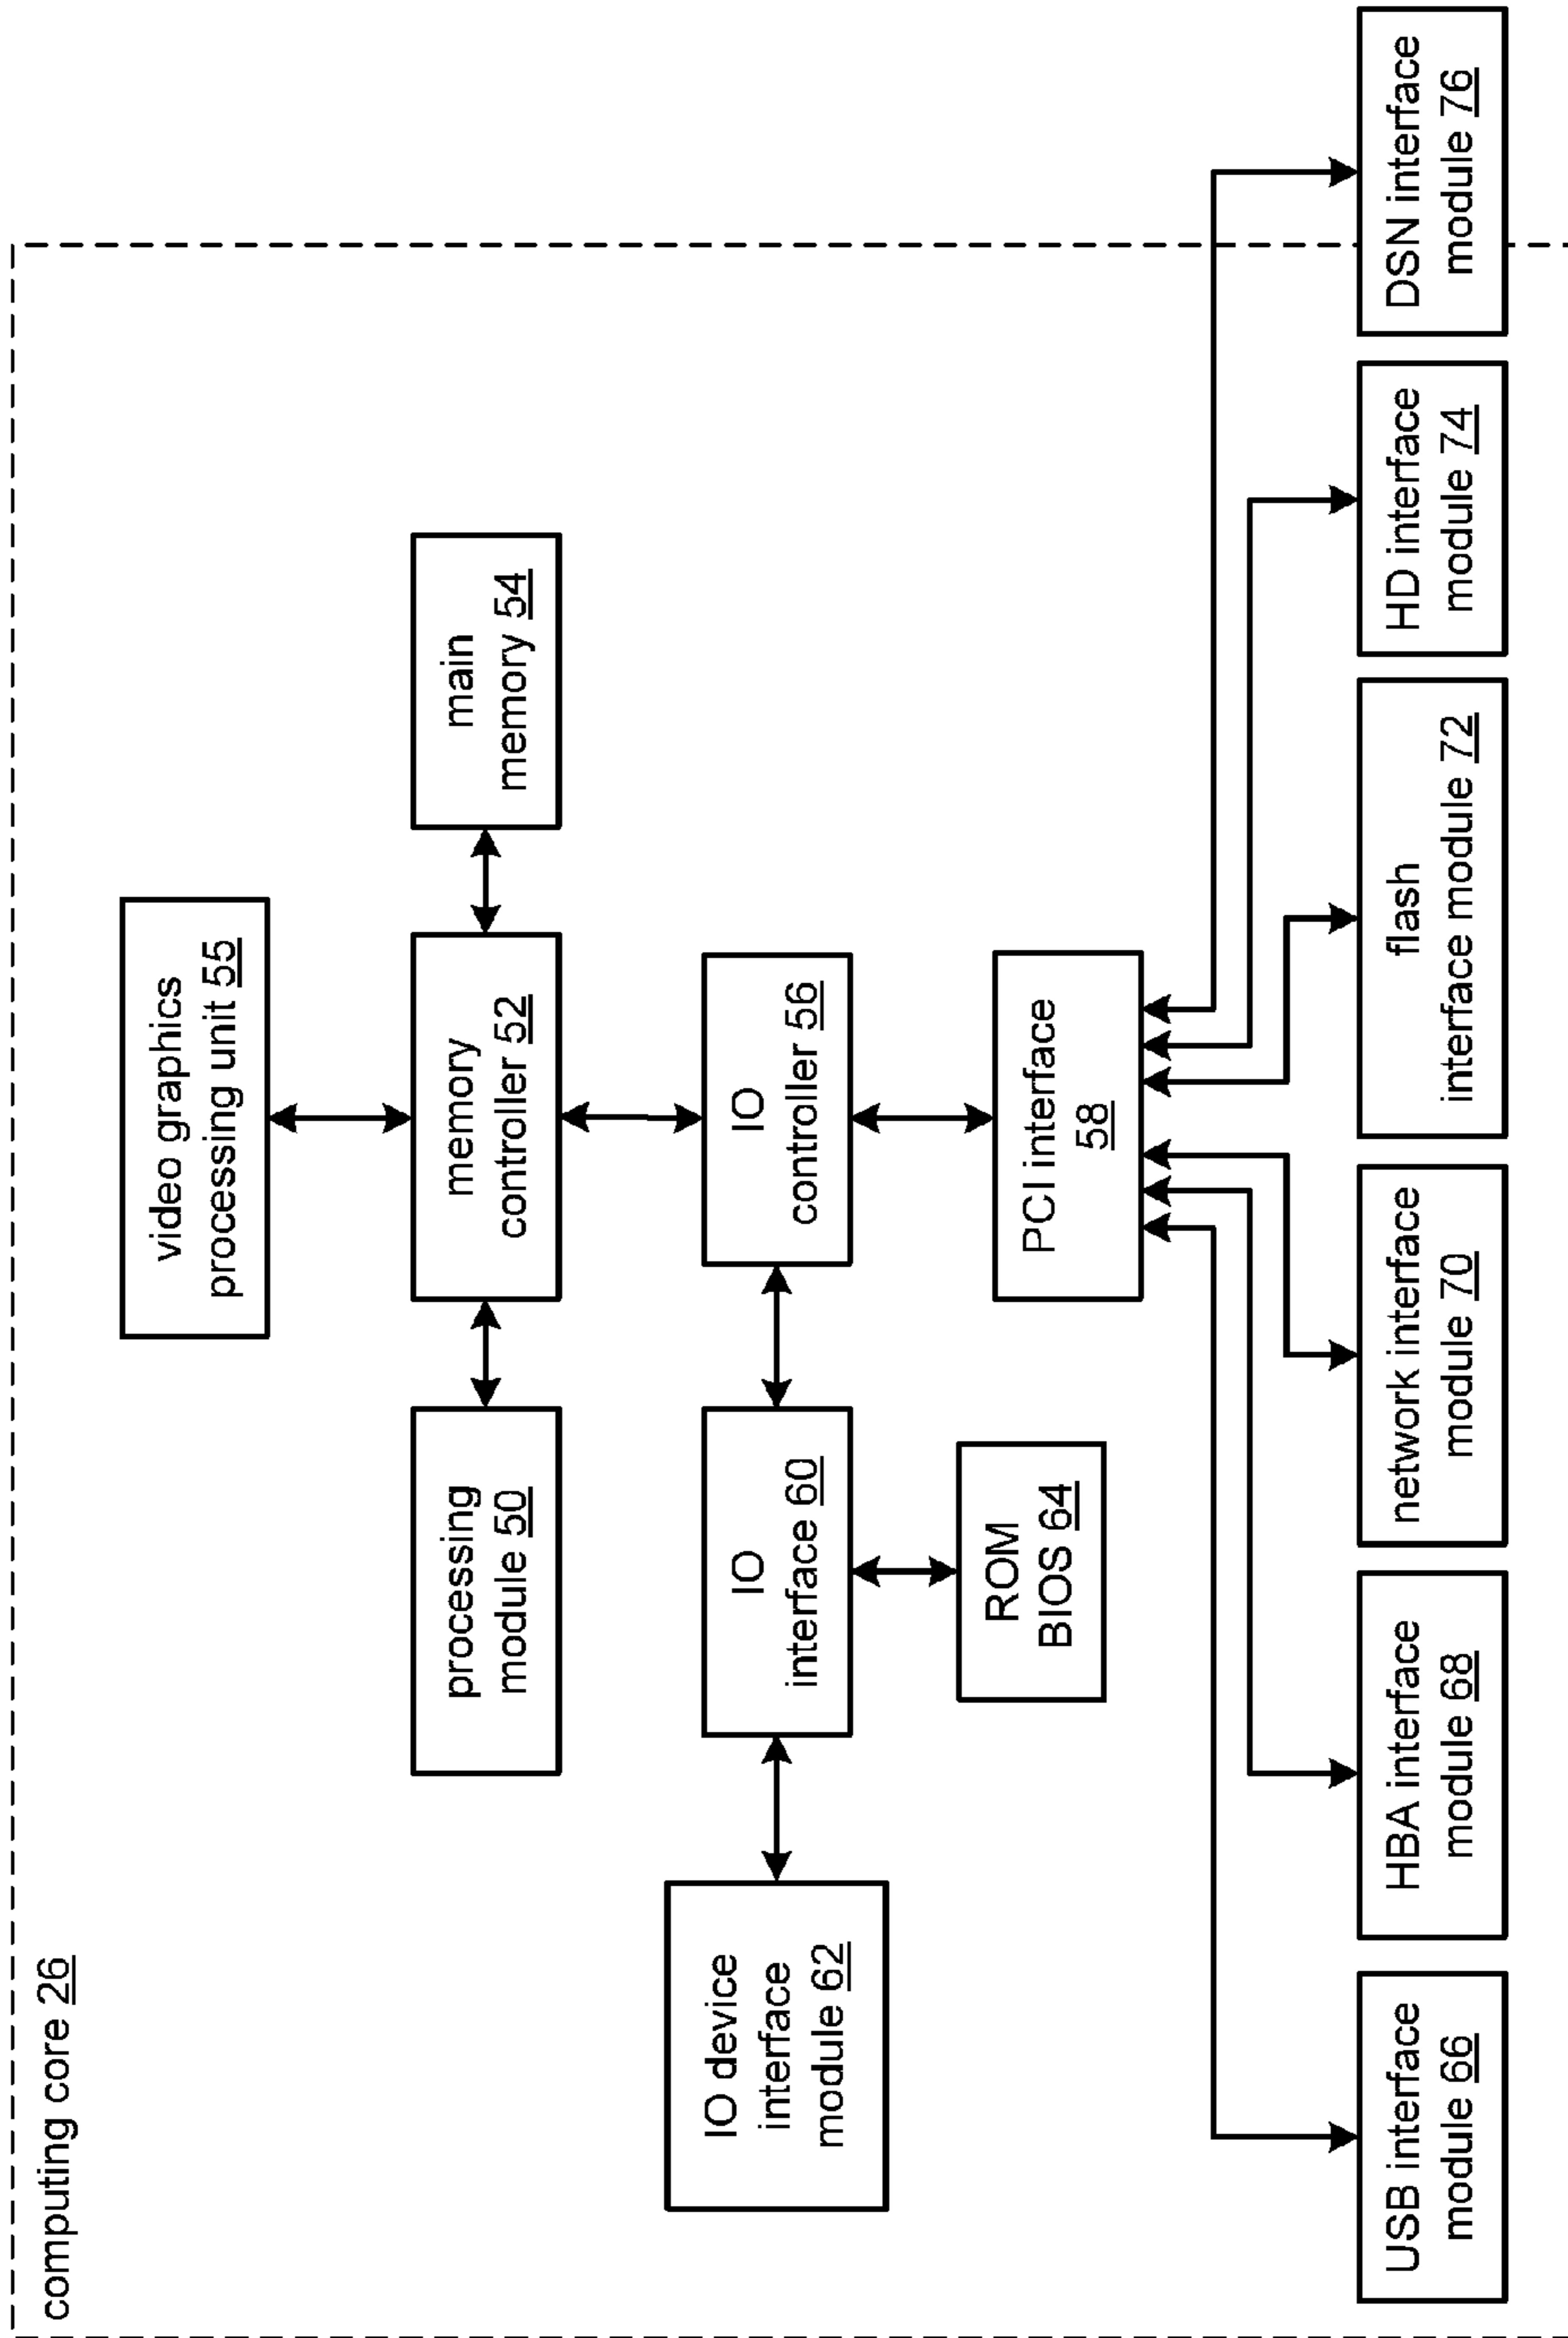 computing core 26
video graphics
processing unit 55
processing
module 50
memory
controller 52
main
memory 54
IO device
interface
module 62
IO
interface 60
IO
controller 56
ROM
BIOS 64
PCI interface
58
USB interface
module 66
HBA interface
module 68
network interface
module 70
flash
interface module 72
HD interface
module 74
DSN interface
module 76